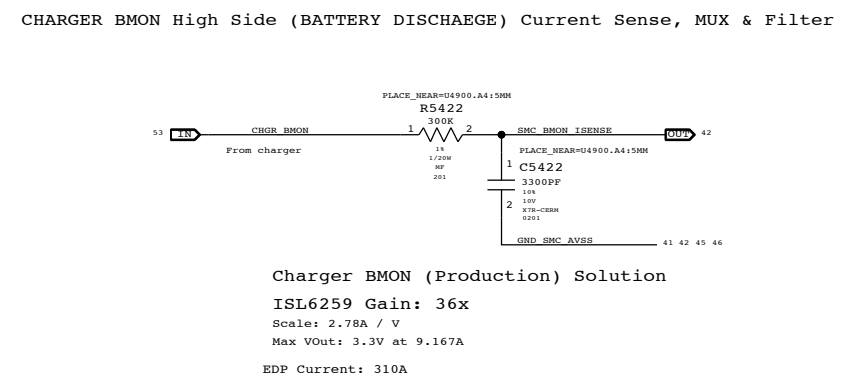 CHARGER BMON High Side (BATTERY DISCHAEGE) Current Sense, MUX & Filter
PLACE_NEAR=U4900.A4:5MM
R5422
300K
53 IN CHGR_BMON 1 2 SMC_BMON_ISENSE OUT 42
From charger
1%
1/20W
MF
201
PLACE_NEAR=U4900.A4:5MM
1 C5422
3300PF
10%
2 10V
X7R-CERM
0201
GND_SMC_AVSS 41 42 45 46
Charger BMON (Production) Solution
ISL6259 Gain: 36x
Scale: 2.78A / V
Max VOut: 3.3V at 9.167A
EDP Current: 310A